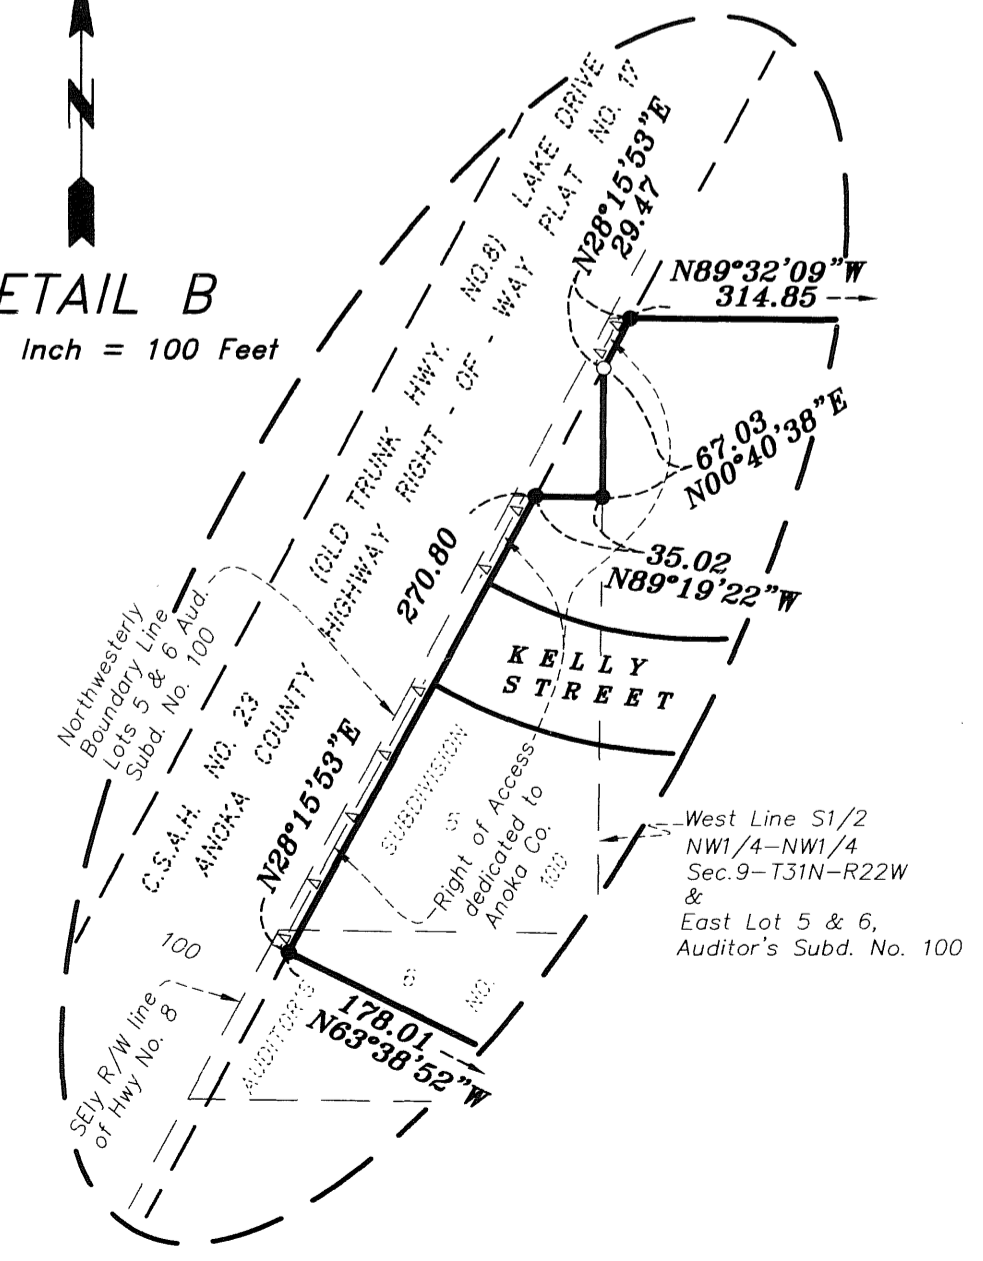 N
ETAIL B
Inch = 100 Feet
LAKE DRIVE
PLAT NO. 17
N28°15'53"E
29.47
N89°32'09"W
314.85
(OLD TRUNK HWY. NO.8)
HIGHWAY RIGHT - OF - WAY
67.03
N00°40'38"E
35.02
N89°19'22"W
270.80
Northwesterly
Boundary Line
Lots 5 & 6 Aud.
Subd. No. 100
KELLY
STREET
C.S.A.H. NO. 23
ANOKA COUNTY
N28°15'53"E
SUBDIVISION
5
Right of Access
dedicated to
Anoka Co.
100
West Line S1/2
NW1/4-NW1/4
Sec.9-T31N-R22W
&
East Lot 5 & 6,
Auditor's Subd. No. 100
100
SEly R/W line
of Hwy No. 8
AUDITOR'S
6
NO.
178.01
N63°38'52"W